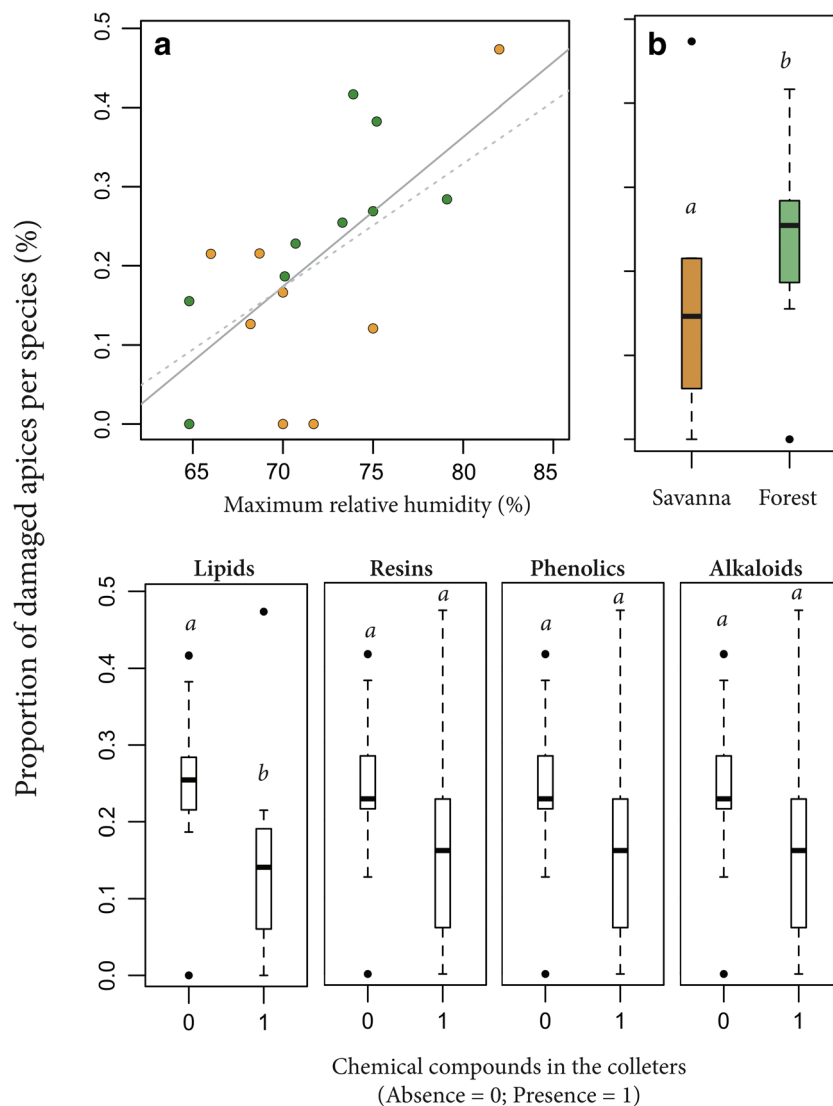 Proportion of damaged apices per species (%)
a
0.5
0.4
0.3
0.2
0.1
0.0
65
70
75
80
85
Maximum relative humidity (%)
b
a
b
Savanna
Forest
Lipids
Resins
Phenolics
Alkaloids
0.5
0.4
0.3
0.2
0.1
0.0
a
b
a
a
a
a
a
a
0
1
0
1
0
1
0
1
Chemical compounds in the colleters
(Absence = 0; Presence = 1)